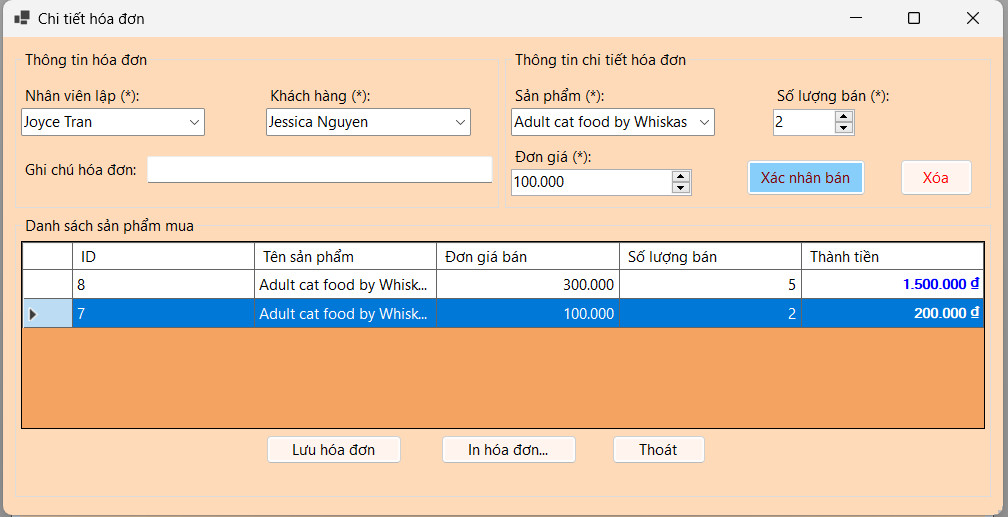 Chi tiết hóa đơn
Thông tin hóa đơn
Thông tin chi tiết hóa đơn
Nhân viên lập (*): Khách hàng (*):
Sản phẩm (*): Số lượng bán (*):
Joyce Tran Jessica Nguyen
Adult cat food by Whiskas 2
Ghi chú hóa đơn:
Đơn giá (*):
100.000 Xác nhân bán Xóa
Danh sách sản phẩm mua
ID Tên sản phẩm Đơn giá bán Số lượng bán Thành tiền
8 Adult cat food by Whisk... 300.000 5 1.500.000 ₫
7 Adult cat food by Whisk... 100.000 2 200.000 ₫
Lưu hóa đơn In hóa đơn... Thoát